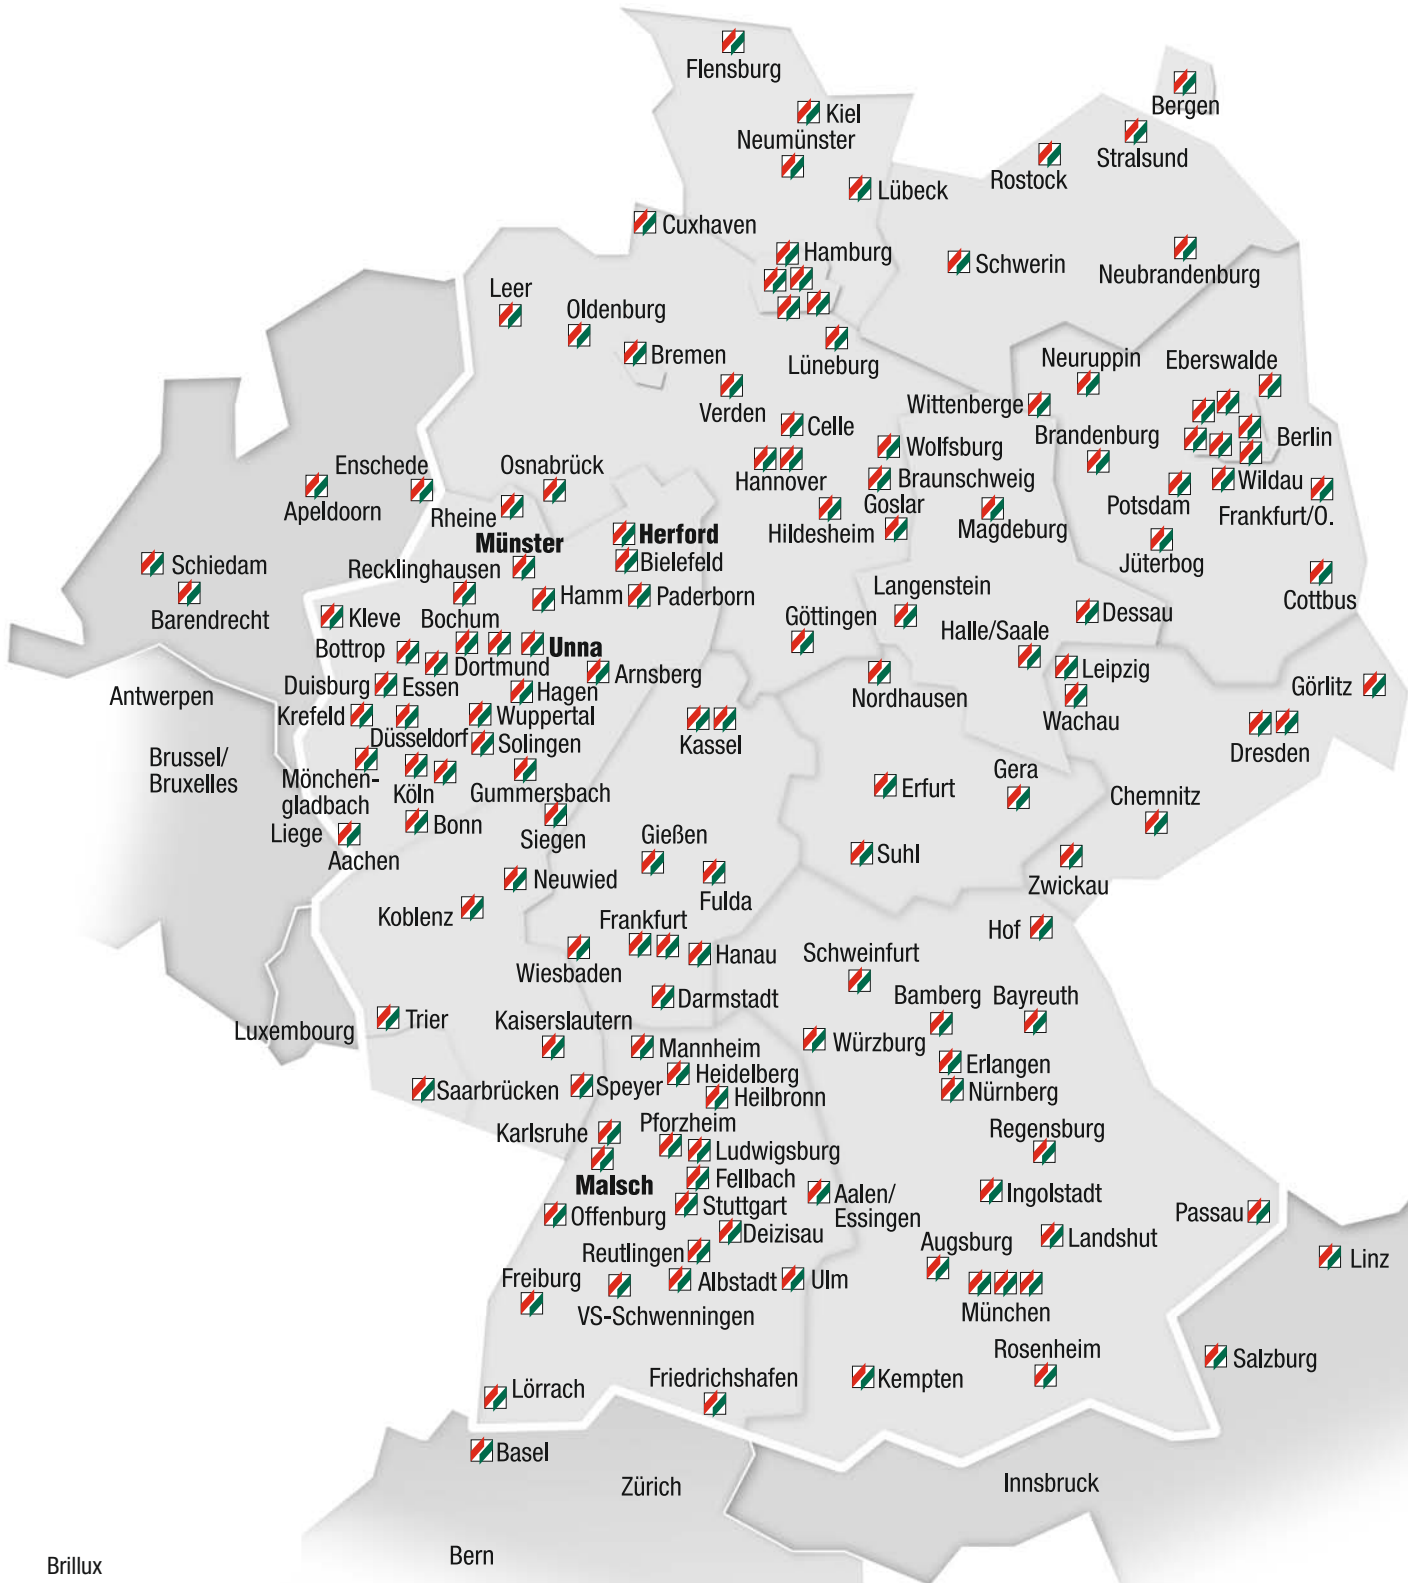 Flensburg
Bergen
Kiel
Neumünster
Stralsund
Rostock
Lübeck
Cuxhaven
Hamburg
Schwerin
Neubrandenburg
Leer
Oldenburg
Bremen
Lüneburg
Neuruppin
Eberswalde
Verden
Wittenberge
Celle
Brandenburg
Berlin
Wolfsburg
Enschede
Osnabrück
Hannover
Braunschweig
Wildau
Apeldoorn
Rheine
Goslar
Potsdam
Frankfurt/O.
Hildesheim
Magdeburg
Münster
Herford
Jüterbog
Schiedam
Recklinghausen
Bielefeld
Langenstein
Cottbus
Barendrecht
Kleve
Bochum
Hamm
Paderborn
Göttingen
Dessau
Halle/Saale
Bottrop
Dortmund
Unna
Arnsberg
Leipzig
Antwerpen
Duisburg
Essen
Hagen
Nordhausen
Görlitz
Krefeld
Wuppertal
Wachau
Düsseldorf
Kassel
Dresden
Solingen
Brussel/
Bruxelles
Mönchen-
gladbach
Köln
Gummersbach
Erfurt
Gera
Chemnitz
Liege
Bonn
Siegen
Gießen
Aachen
Suhl
Neuwied
Fulda
Zwickau
Koblenz
Frankfurt
Hof
Wiesbaden
Hanau
Schweinfurt
Darmstadt
Bamberg
Bayreuth
Luxembourg
Trier
Kaiserslautern
Mannheim
Würzburg
Erlangen
Saarbrücken
Speyer
Heidelberg
Nürnberg
Heilbronn
Karlsruhe
Pforzheim
Regensburg
Ludwigsburg
Malsch
Fellbach
Aalen/
Essingen
Ingolstadt
Offenburg
Stuttgart
Passau
Deizisau
Landshut
Reutlingen
Augsburg
Linz
Freiburg
Albstadt
Ulm
VS-Schwenningen
München
Rosenheim
Salzburg
Friedrichshafen
Kempten
Lörrach
Basel
Zürich
Innsbruck
Bern
Brillux